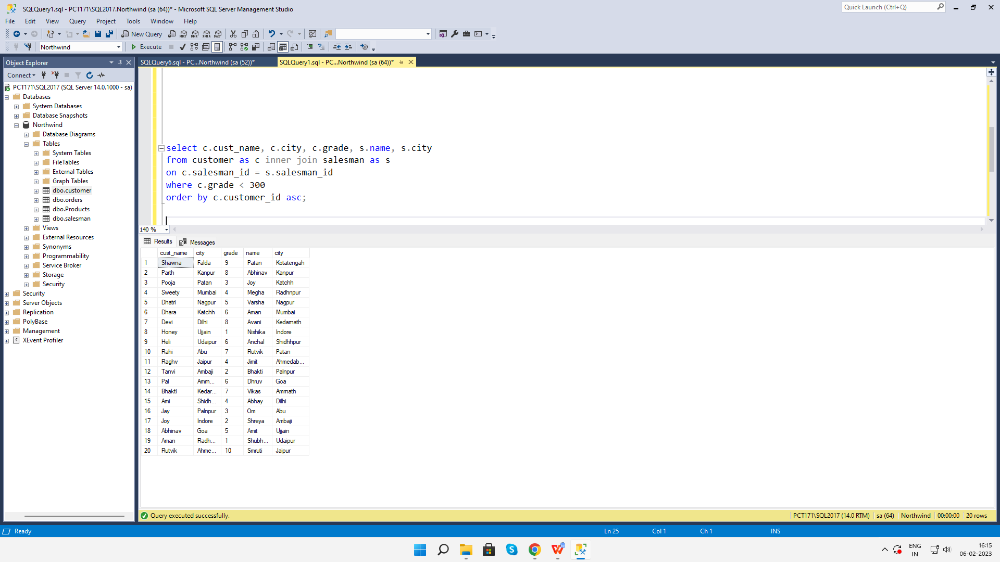 SQLQuery1.sql - PCT171\SQL2017.Northwind (sa (64))* - Microsoft SQL Server Management Studio
Quick Launch (Ctrl+Q)
File Edit View Query Project Tools Window Help
New Query MDX DMX XMLA DAX
Northwind Execute
Object Explorer
SQLQuery6.sql - PC...Northwind (sa (52))*
SQLQuery1.sql - PC...Northwind (sa (64))*
Connect
PCT171\SQL2017 (SQL Server 14.0.1000 - sa)
Databases
System Databases
Database Snapshots
Northwind
Database Diagrams
Tables
System Tables
FileTables
External Tables
Graph Tables
dbo.customer
dbo.orders
dbo.Products
dbo.salesman
Views
External Resources
Synonyms
Programmability
Service Broker
Storage
Security
Security
Server Objects
Replication
PolyBase
Management
XEvent Profiler
select c.cust_name, c.city, c.grade, s.name, s.city
from customer as c inner join salesman as s
on c.salesman_id = s.salesman_id
where c.grade < 300
order by c.customer_id asc;
140 %
Results Messages
cust_name city grade name city
1 Shawna Falda 9 Patan Kotatengah
2 Parth Kanpur 8 Abhinav Kanpur
3 Pooja Patan 3 Joy Katchh
4 Sweety Mumbai 4 Megha Radhnpur
5 Dhatri Nagpur 5 Varsha Nagpur
6 Dhara Katchh 6 Aman Mumbai
7 Devi Dilhi 8 Avani Kedarnath
8 Honey Ujjain 1 Nishika Indore
9 Heli Udaipur 6 Anchal Shidhhpur
10 Rahi Abu 7 Rutvik Patan
11 Raghv Jaipur 4 Jimit Ahmedab...
12 Tanvi Ambaji 2 Bhakti Palnpur
13 Pal Amrn... 6 Dhruv Goa
14 Bhakti Kedar... 7 Vikas Amrnath
15 Ami Shidh... 4 Abhay Dilhi
16 Jay Palnpur 3 Om Abu
17 Joy Indore 2 Shreya Ambaji
18 Abhinav Goa 5 Amit Ujjain
19 Aman Radh... 1 Shubh... Udaipur
20 Rutvik Ahme... 10 Smruti Jaipur
Query executed successfully.
PCT171\SQL2017 (14.0 RTM) sa (64) Northwind 00:00:00 20 rows
Ready Ln 25 Col 1 Ch 1 INS
ENG
IN
16:15
06-02-2023